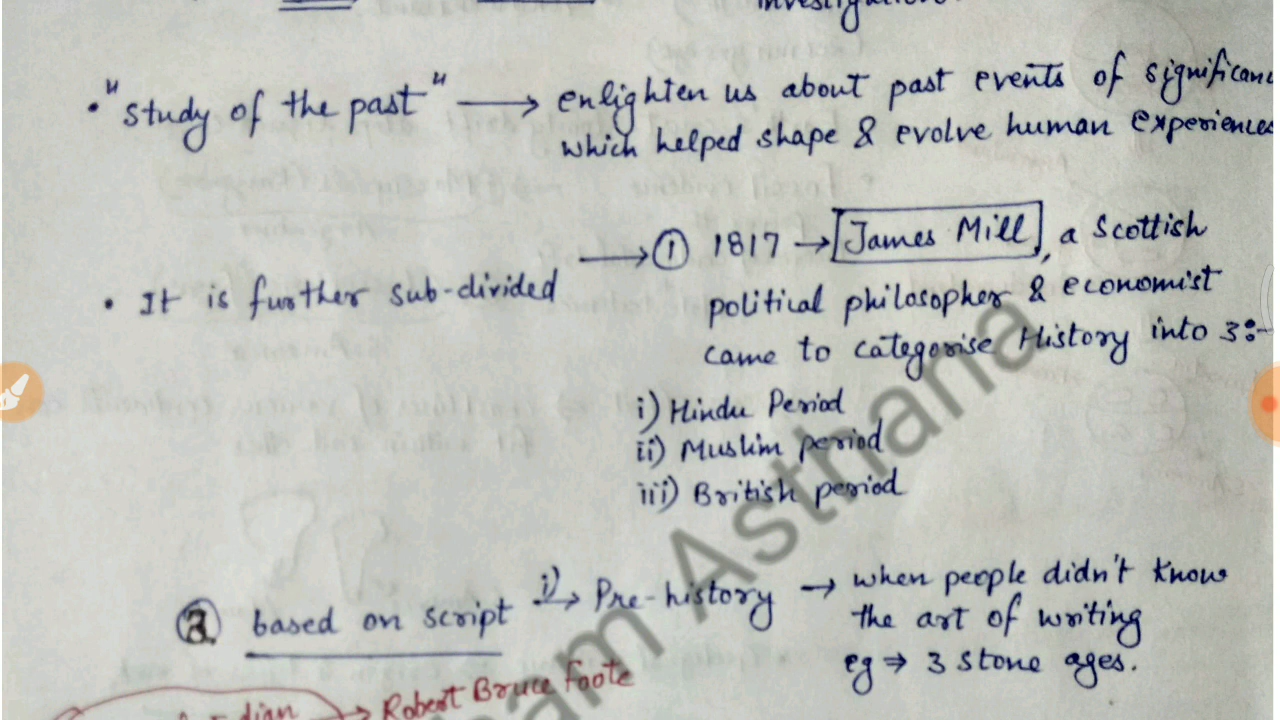 investigation.
• "study of the past" → enlighten us about past events of
which helped shape & evolve human experiences
• It is further sub-divided → ① 1817 → James Mill, a Scottish
political philosopher & economist
came to categorise History into 3:-
i) Hindu Period
ii) Muslim period
iii) British period
② based on script i) → Pre-history → when people didn't know
the art of writing
eg ⇒ 3 stone ages.
→ Robert Bruce Foote
am Asthana